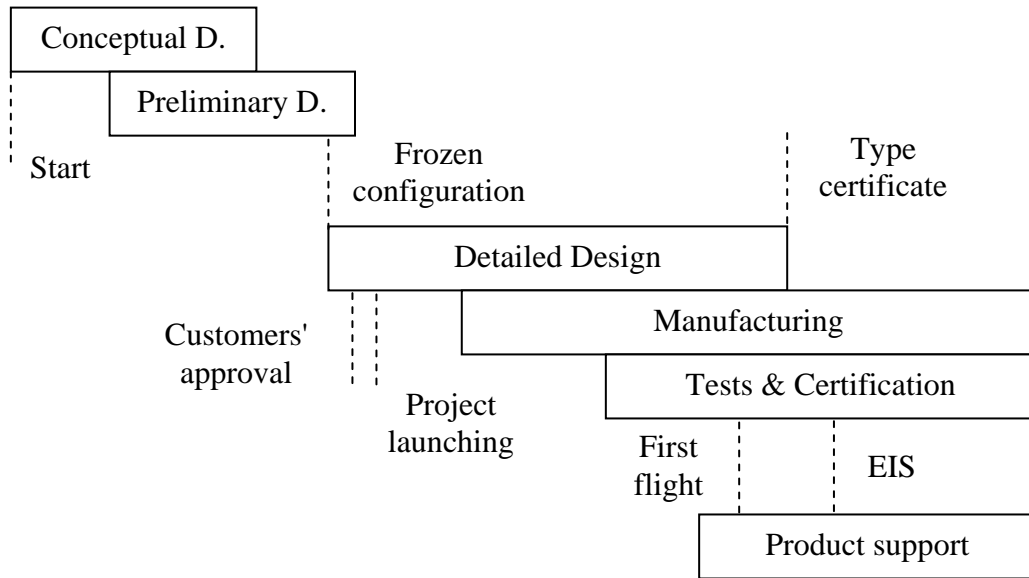 Conceptual D.
Preliminary D.
Start
Frozen
configuration
Type
certificate
Detailed Design
Manufacturing
Customers'
approval
Tests & Certification
Project
launching
First
flight
EIS
Product support